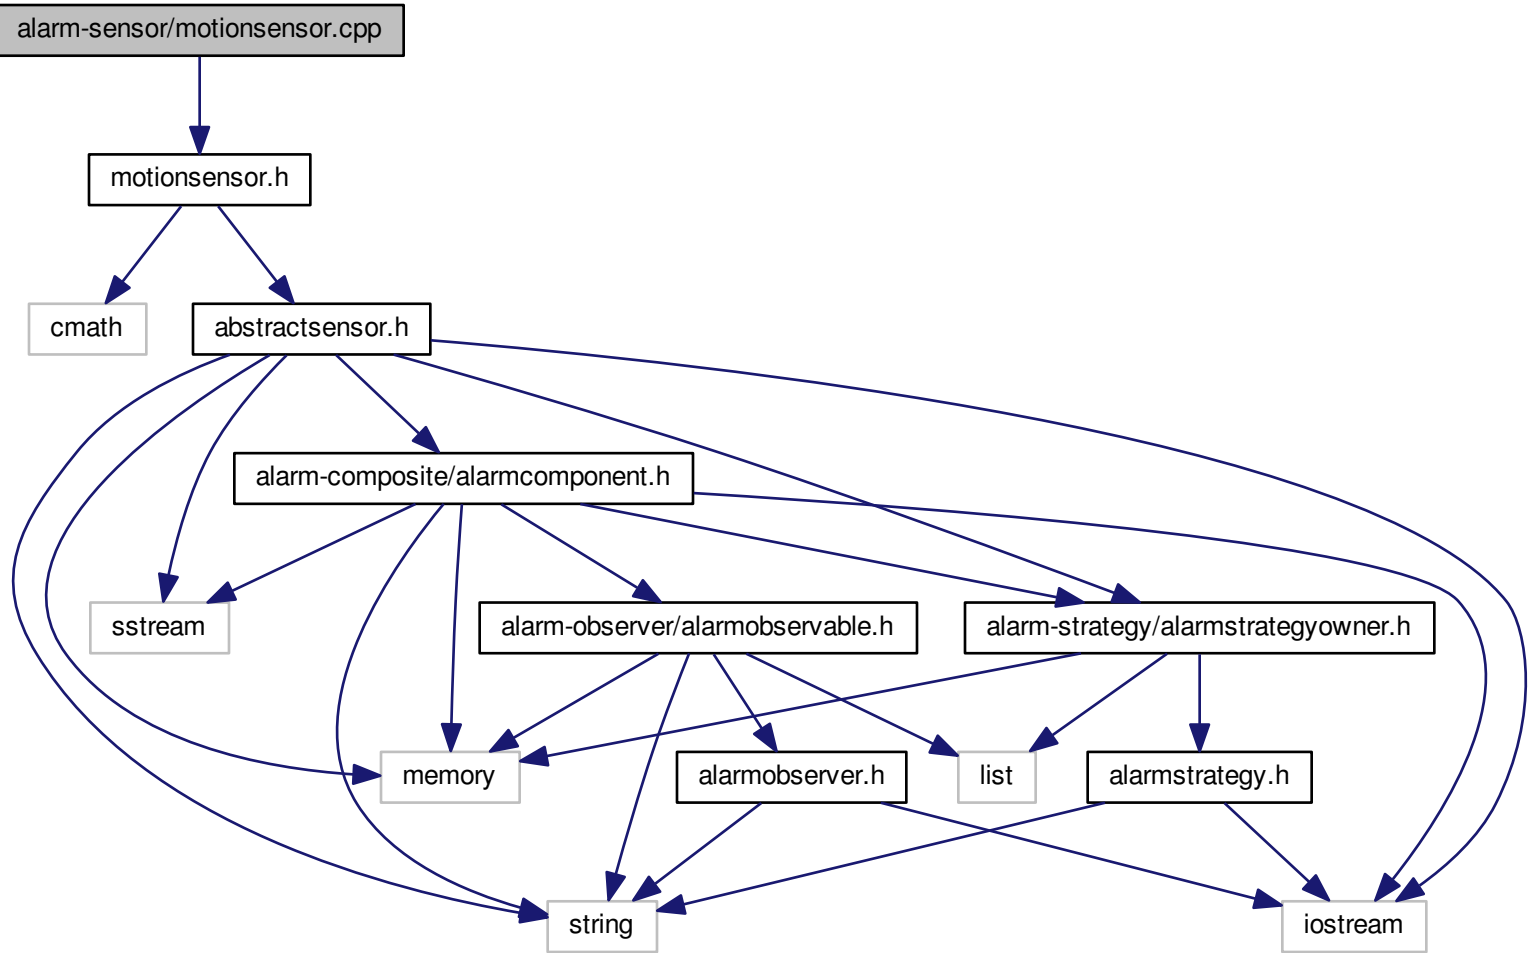 alarm-sensor/motionsensor.cpp
motionsensor.h
cmath
abstractsensor.h
alarm-composite/alarmcomponent.h
sstream
alarm-observer/alarmobservable.h
alarm-strategy/alarmstrategyowner.h
memory
alarmobserver.h
list
alarmstrategy.h
string
iostream